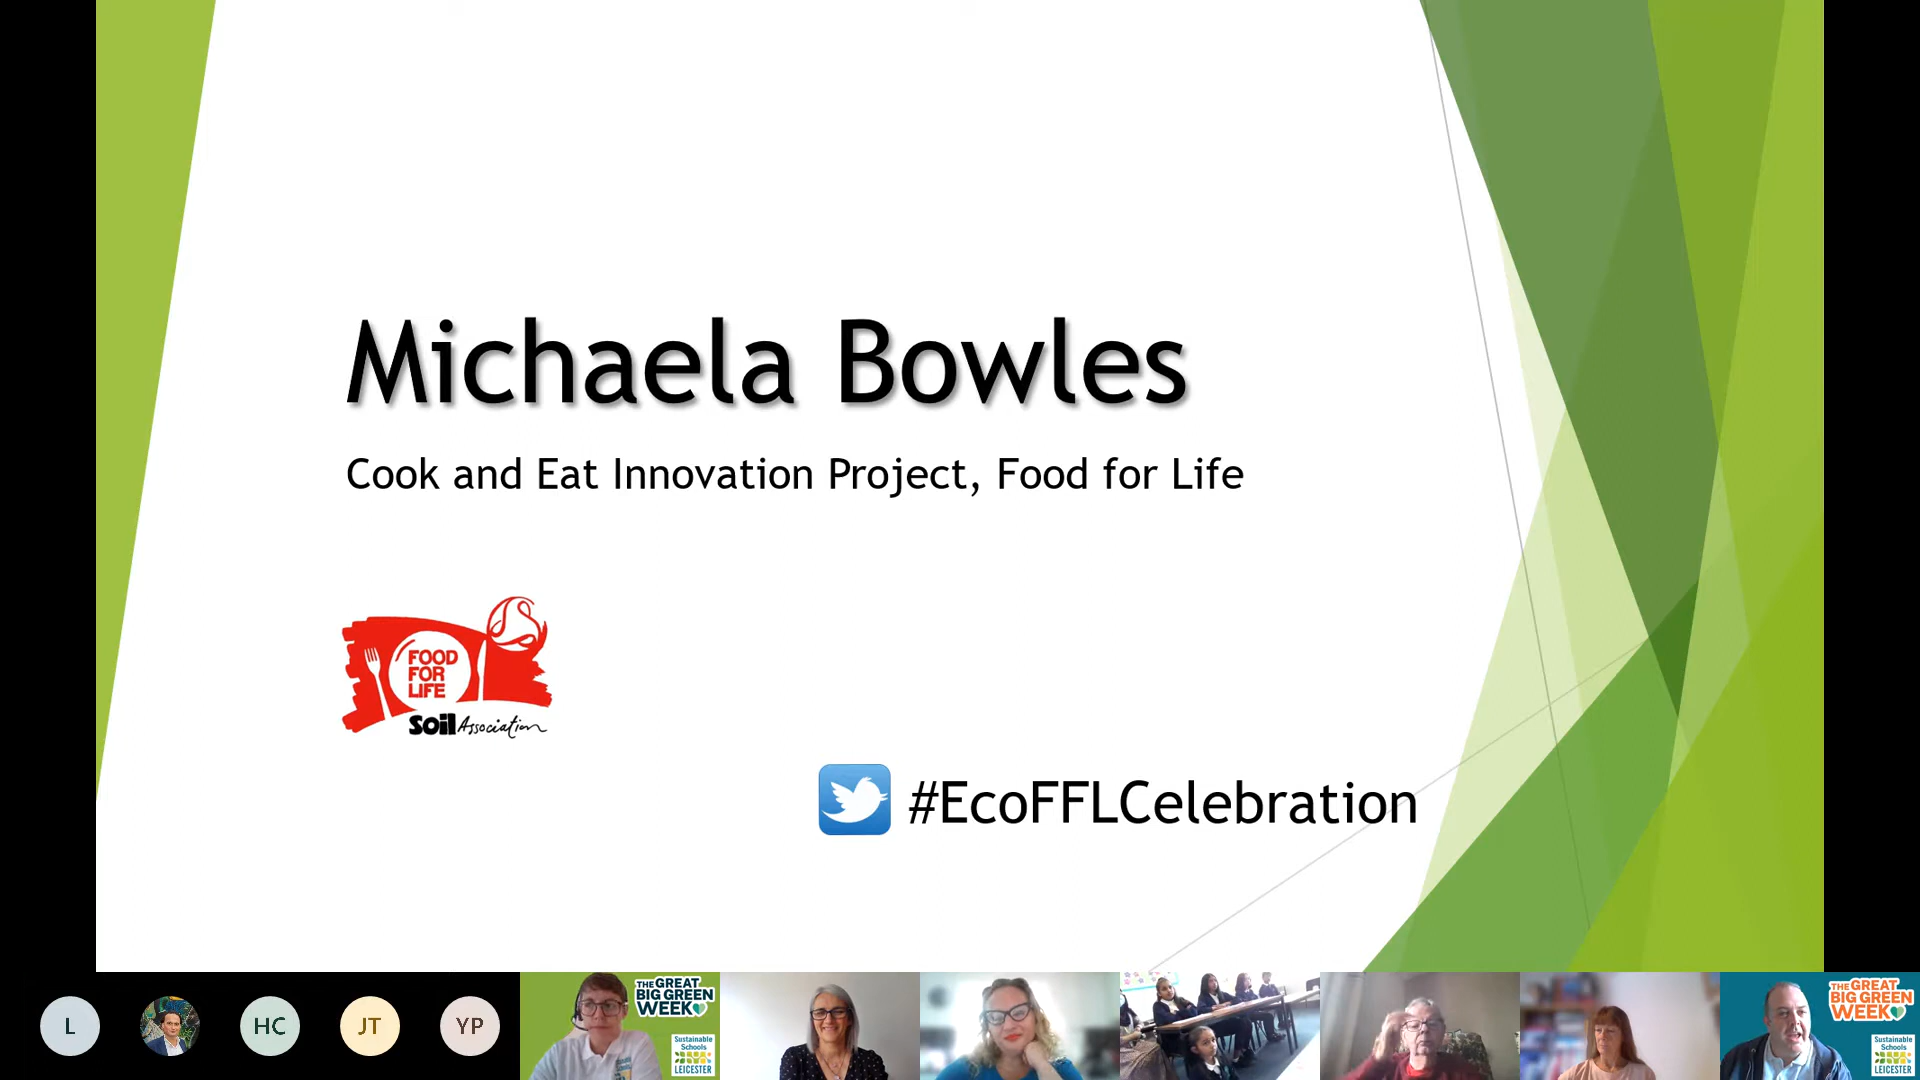 Michaela Bowles
Cook and Eat Innovation Project, Food for Life
FOOD
FOR
LIFE
Soil Association
#EcoFFLCelebration
L
HC
JT
YP
THE GREAT
BIG GREEN
WEEK
Sustainable
Schools
LEICESTER
THE GREAT
BIG GREEN
WEEK
Sustainable
Schools
LEICESTER